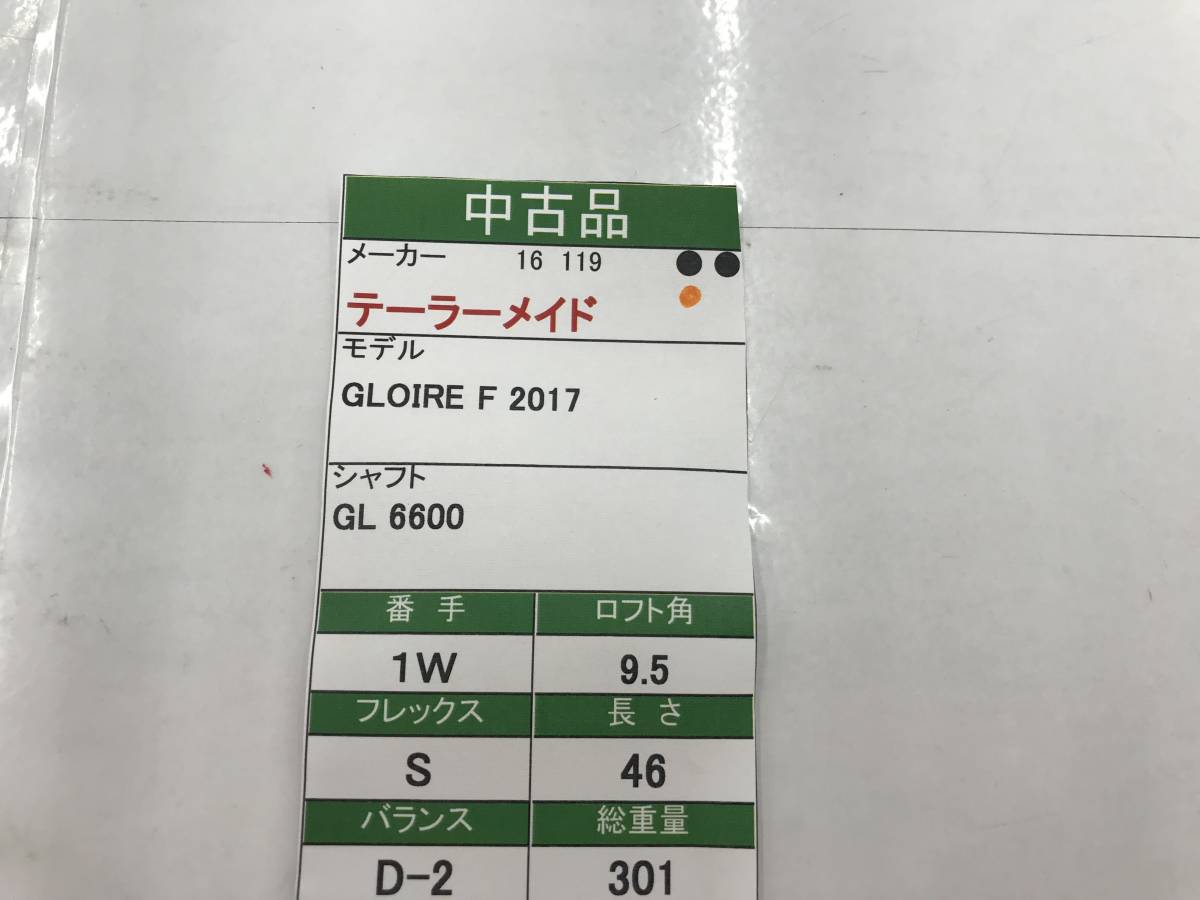 中古品
メーカー 16 119
テーラーメイド
モデル
GLOIRE F 2017
シャフト
GL 6600
番手 ロフト角
1W 9.5
フレックス 長さ
S 46
バランス 総重量
D-2 301